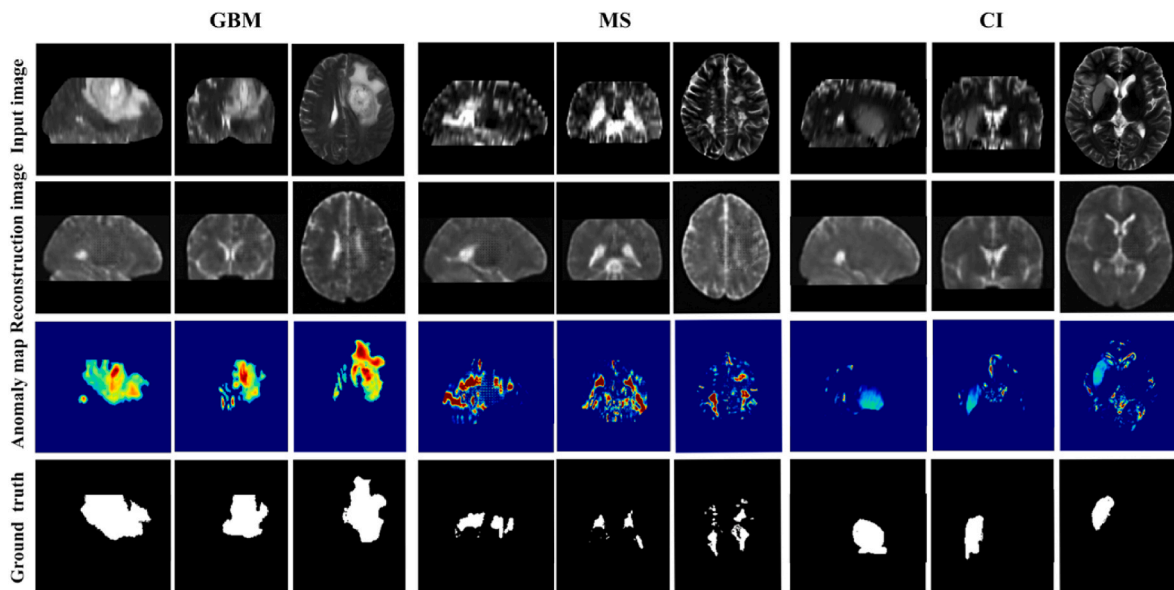 GBM MS CI
Input image
Reconstruction image
Anomaly map
Ground truth